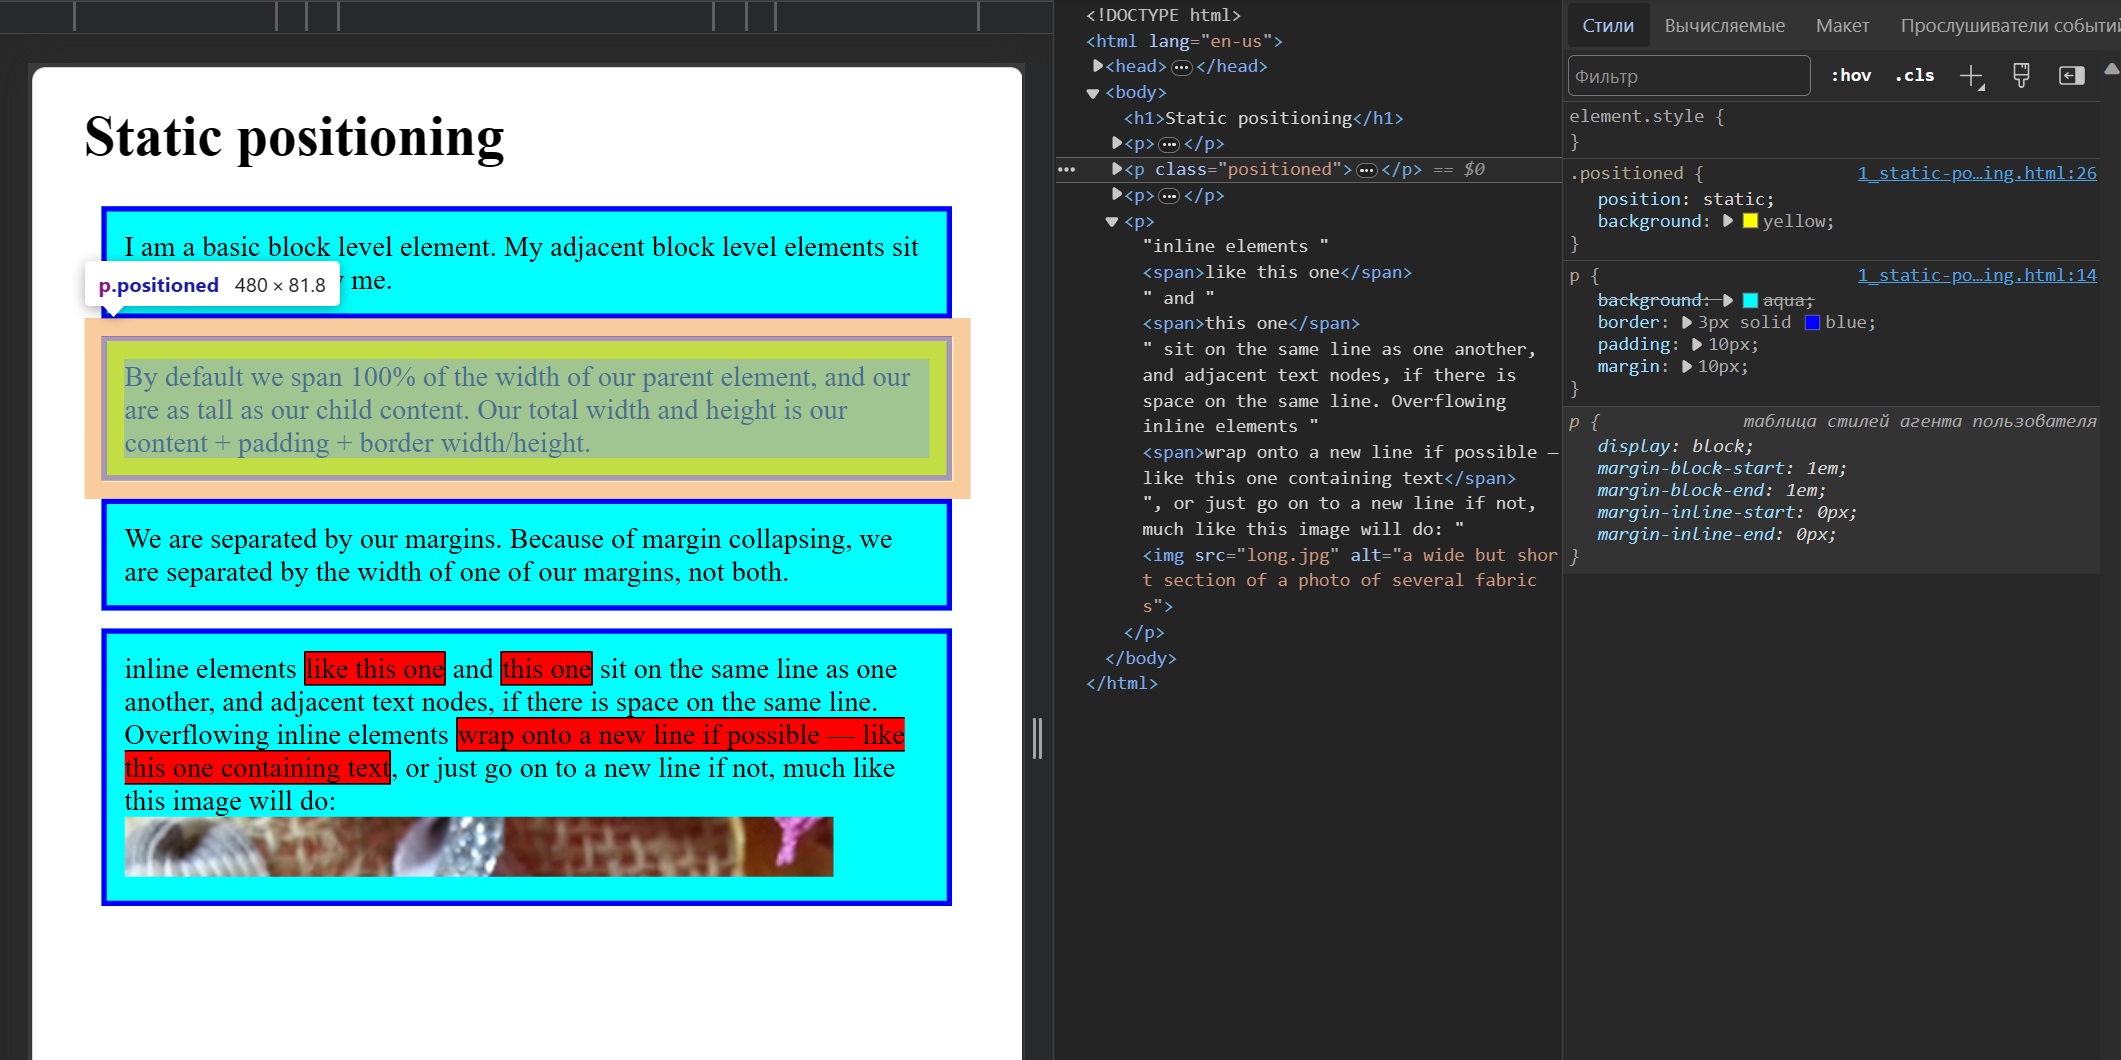 Static positioning
I am a basic block level element. My adjacent block level elements sit
me.
p.positioned 480 × 81.8
By default we span 100% of the width of our parent element, and our
are as tall as our child content. Our total width and height is our
content + padding + border width/height.
We are separated by our margins. Because of margin collapsing, we
are separated by the width of one of our margins, not both.
inline elements like this one and this one sit on the same line as one
another, and adjacent text nodes, if there is space on the same line.
Overflowing inline elements wrap onto a new line if possible — like
this one containing text, or just go on to a new line if not, much like
this image will do:
<!DOCTYPE html>
<html lang="en-us">
<head> ••• </head>
<body>
<h1>Static positioning</h1>
<p> ••• </p>
••• <p class="positioned"> ••• </p> == $0
<p> ••• </p>
<p>
"inline elements "
<span>like this one</span>
" and "
<span>this one</span>
" sit on the same line as one another,
and adjacent text nodes, if there is
space on the same line. Overflowing
inline elements "
<span>wrap onto a new line if possible —
like this one containing text</span>
", or just go on to a new line if not,
much like this image will do: "
<img src="long.jpg" alt="a wide but shor
t section of a photo of several fabric
s">
</p>
</body>
</html>
Стили Вычисляемые Макет Прослушиватели событий
Фильтр :hov .cls
element.style {
}
.positioned { 1_static-po…ing.html:26
position: static;
background: yellow;
}
p { 1_static-po…ing.html:14
background: aqua;
border: 3px solid blue;
padding: 10px;
margin: 10px;
}
p { таблица стилей агента пользователя
display: block;
margin-block-start: 1em;
margin-block-end: 1em;
margin-inline-start: 0px;
margin-inline-end: 0px;
}